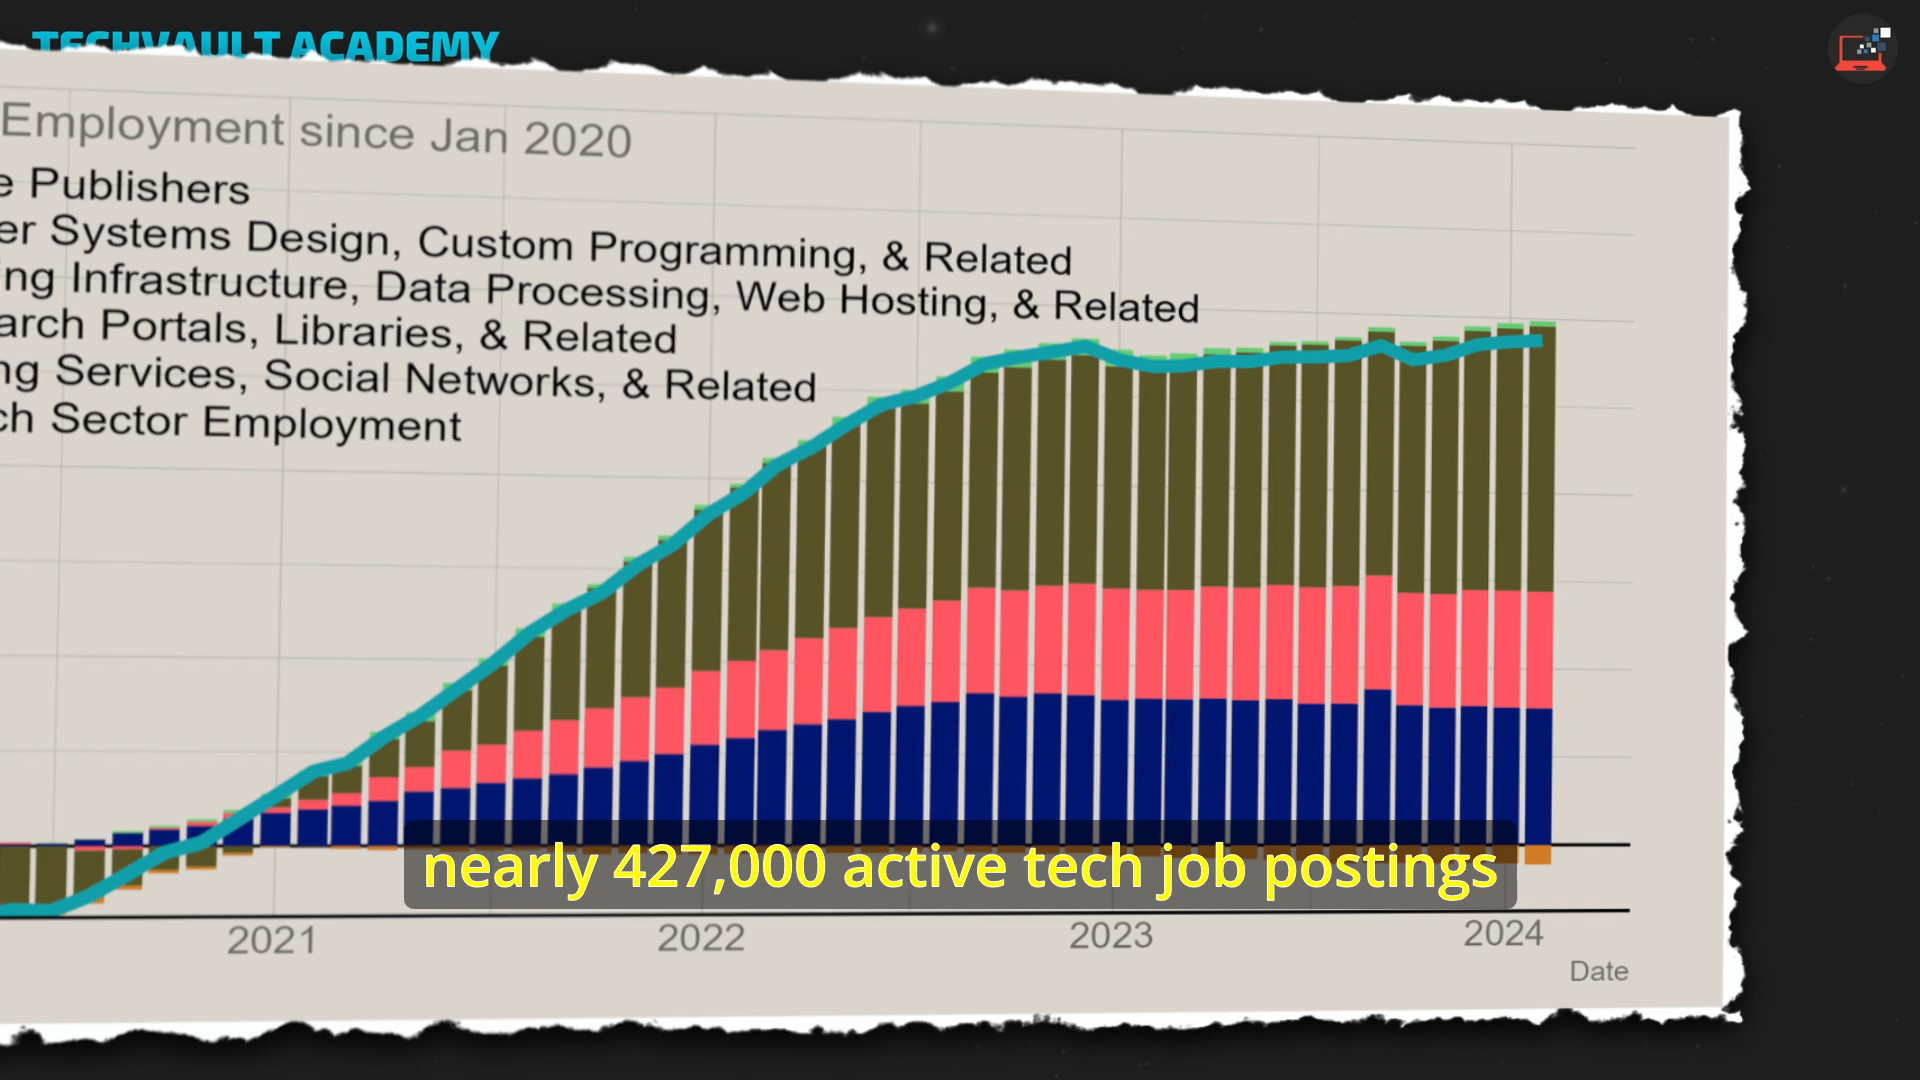 TECHVAULT ACADEMY
Employment since Jan 2020
e Publishers
er Systems Design, Custom Programming, & Related
ing Infrastructure, Data Processing, Web Hosting, & Related
arch Portals, Libraries, & Related
ng Services, Social Networks, & Related
ch Sector Employment
nearly 427,000 active tech job postings
2021 2022 2023 2024
Date